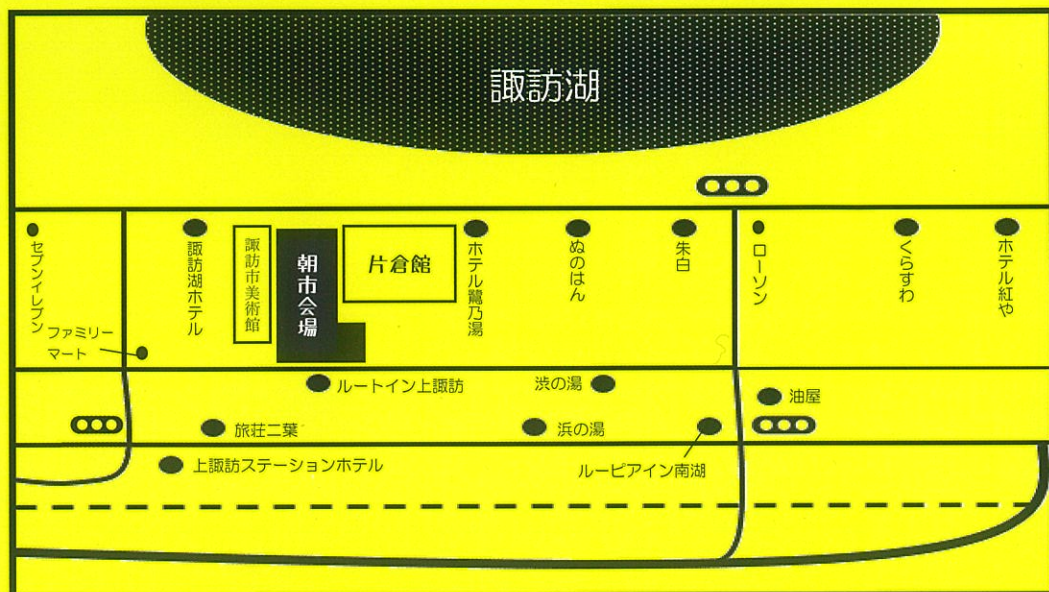 諏訪湖
セブンイレブン
諏訪湖ホテル
諏訪市美術館
朝市会場
片倉館
ホテル鷺乃湯
ぬのはん
朱白
ローソン
くらすわ
ホテル紅や
ファミリー
マート
ルートイン上諏訪
渋の湯
油屋
旅荘二葉
浜の湯
上諏訪ステーションホテル
ルーピアイン南湖